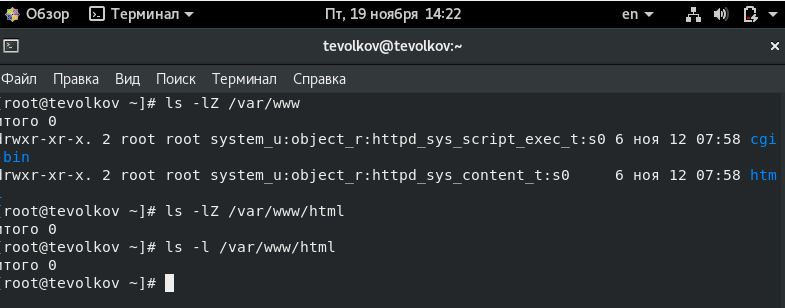 Обзор Терминал Пт, 19 ноября 14:22 en
tevolkov@tevolkov:~
Файл Правка Вид Поиск Терминал Справка
[root@tevolkov ~]# ls -lZ /var/www
итого 0
drwxr-xr-x. 2 root root system_u:object_r:httpd_sys_script_exec_t:s0 6 ноя 12 07:58 cgi
-bin
drwxr-xr-x. 2 root root system_u:object_r:httpd_sys_content_t:s0 6 ноя 12 07:58 htm
l
[root@tevolkov ~]# ls -lZ /var/www/html
итого 0
[root@tevolkov ~]# ls -l /var/www/html
итого 0
[root@tevolkov ~]#